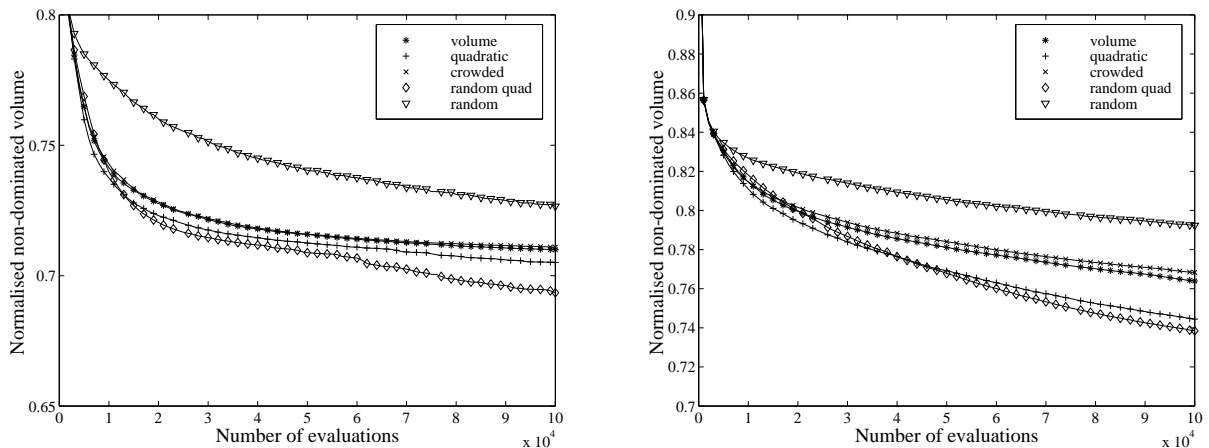 0.8
0.75
0.7
0.65
Normalised non-dominated volume
volume
quadratic
crowded
random quad
random
0 1 2 3 4 5 6 7 8 9 10
Number of evaluations
x 10^4
0.9
0.88
0.86
0.84
0.82
0.8
0.78
0.76
0.74
0.72
0.7
Normalised non-dominated volume
volume
quadratic
crowded
random quad
random
0 1 2 3 4 5 6 7 8 9 10
Number of evaluations
x 10^4